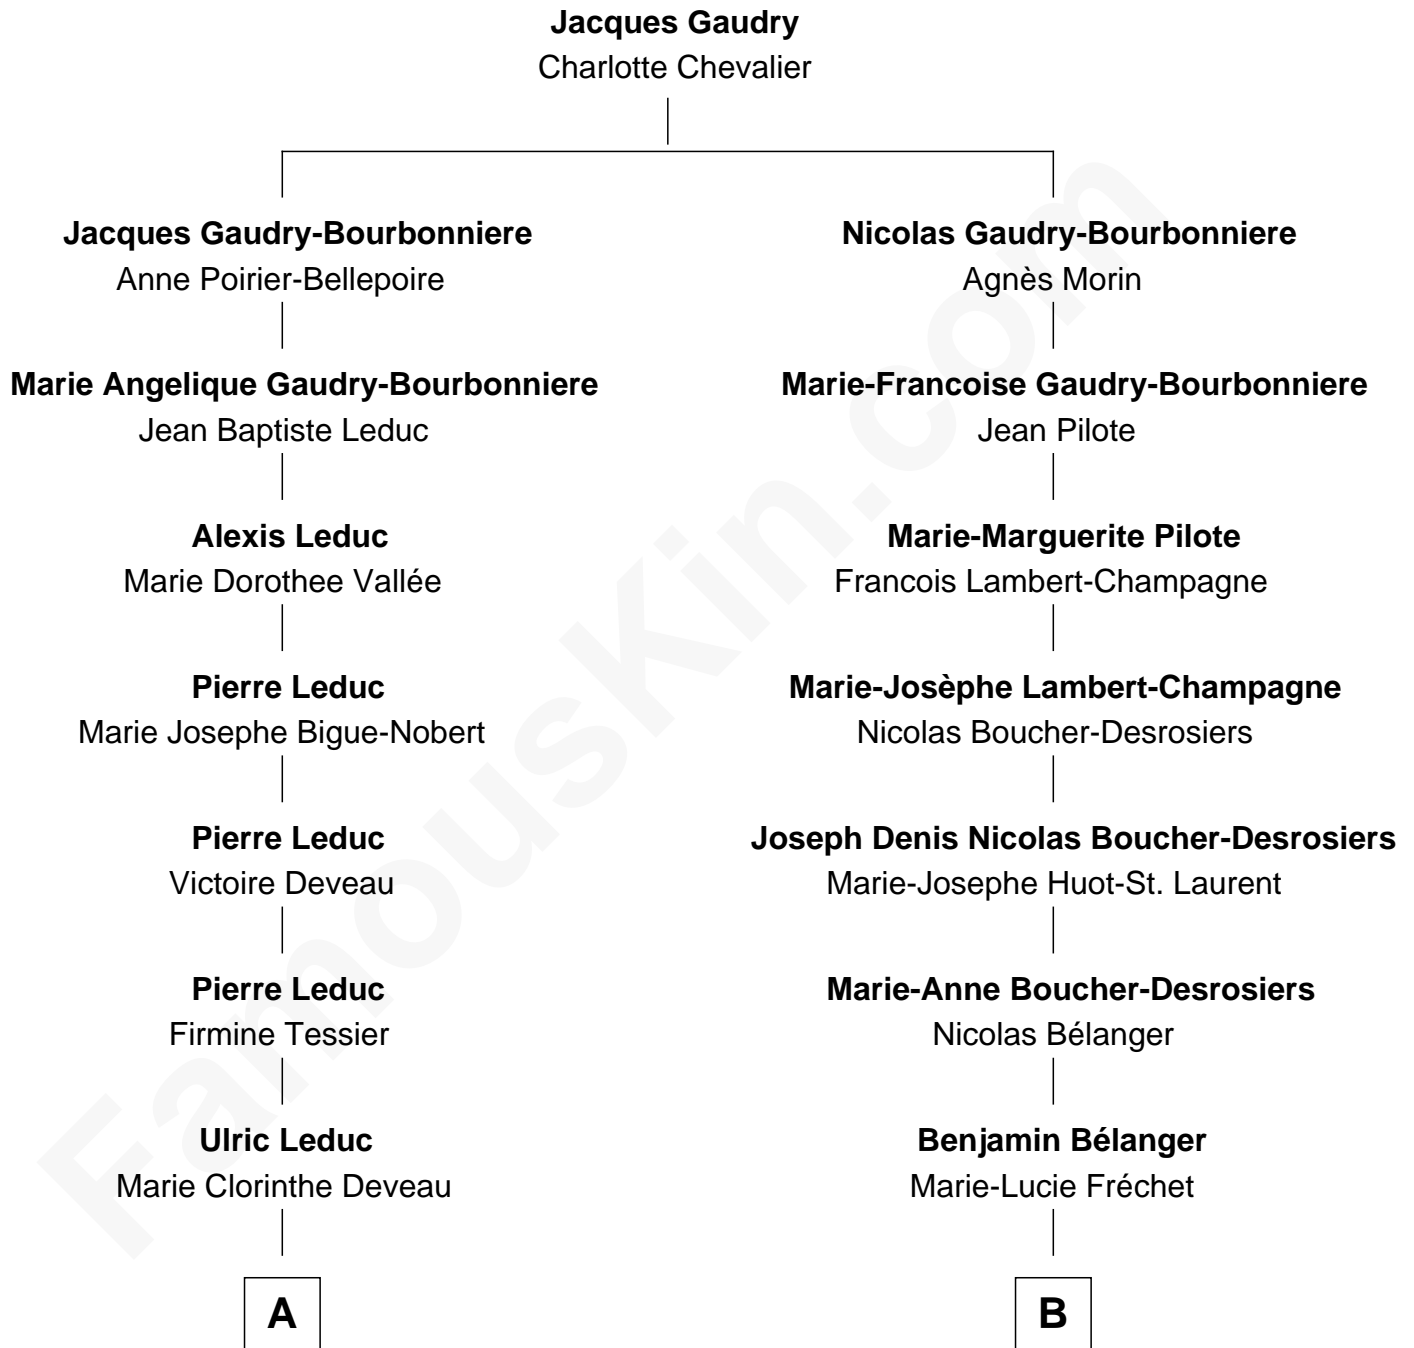 Jacques Gaudry
Charlotte Chevalier
Jacques Gaudry-Bourbonniere
Anne Poirier-Bellepoire
Marie Angelique Gaudry-Bourbonniere
Jean Baptiste Leduc
Alexis Leduc
Marie Dorothee Vallée
Pierre Leduc
Marie Josephe Bigue-Nobert
Pierre Leduc
Victoire Deveau
Pierre Leduc
Firmine Tessier
Ulric Leduc
Marie Clorinthe Deveau
A
Nicolas Gaudry-Bourbonniere
Agnès Morin
Marie-Francoise Gaudry-Bourbonniere
Jean Pilote
Marie-Marguerite Pilote
Francois Lambert-Champagne
Marie-Josèphe Lambert-Champagne
Nicolas Boucher-Desrosiers
Joseph Denis Nicolas Boucher-Desrosiers
Marie-Josephe Huot-St. Laurent
Marie-Anne Boucher-Desrosiers
Nicolas Bélanger
Benjamin Bélanger
Marie-Lucie Fréchet
B
FamousKin.com